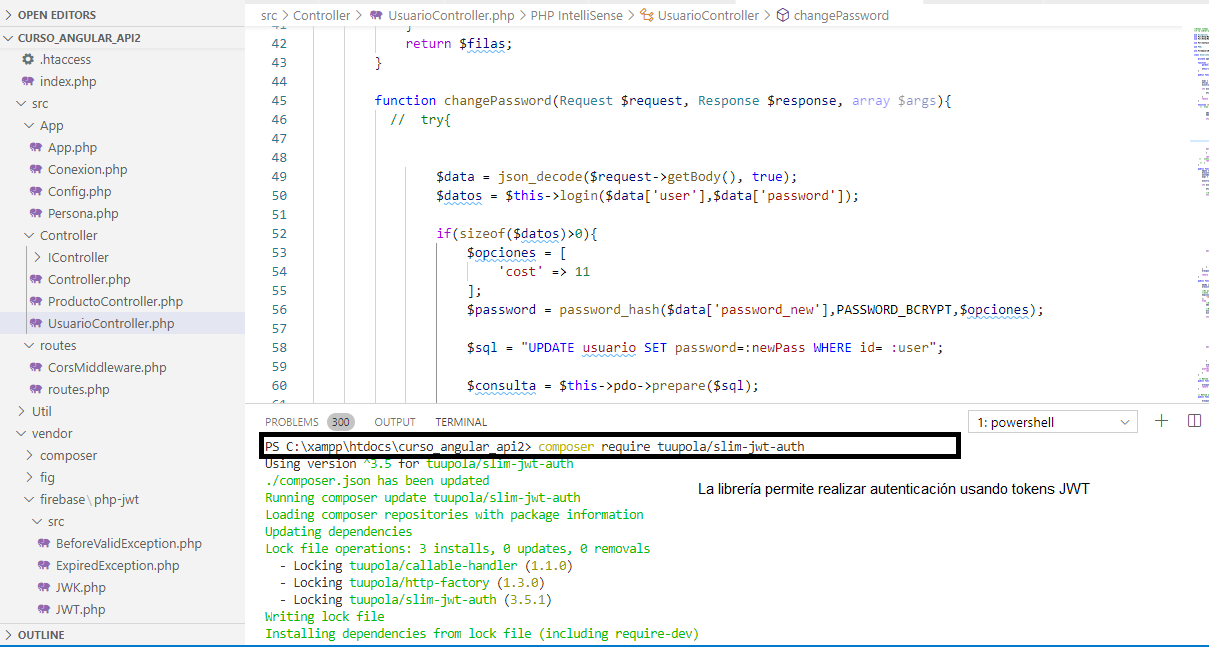 OPEN EDITORS
CURSO_ANGULAR_API2
.htaccess
index.php
src
App
App.php
Conexion.php
Config.php
Persona.php
Controller
IController
Controller.php
ProductoController.php
UsuarioController.php
routes
CorsMiddleware.php
routes.php
Util
vendor
composer
fig
firebase\php-jwt
src
BeforeValidException.php
ExpiredException.php
JWK.php
JWT.php
OUTLINE
src > Controller > UsuarioController.php > PHP IntelliSense > UsuarioController > changePassword
41 }
42 return $filas;
43 }
44
45 function changePassword(Request $request, Response $response, array $args){
46 // try{
47
48
49 $data = json_decode($request->getBody(), true);
50 $datos = $this->login($data['user'],$data['password']);
51
52 if(sizeof($datos)>0){
53 $opciones = [
54 'cost' => 11
55 ];
56 $password = password_hash($data['password_new'],PASSWORD_BCRYPT,$opciones);
57
58 $sql = "UPDATE usuario SET password=:newPass WHERE id= :user";
59
60 $consulta = $this->pdo->prepare($sql);
PROBLEMS 300 OUTPUT TERMINAL 1: powershell
PS C:\xampp\htdocs\curso_angular_api2> composer require tuupola/slim-jwt-auth
Using version ^3.5 for tuupola/slim-jwt-auth
./composer.json has been updated
Running composer update tuupola/slim-jwt-auth
Loading composer repositories with package information
Updating dependencies
Lock file operations: 3 installs, 0 updates, 0 removals
- Locking tuupola/callable-handler (1.1.0)
- Locking tuupola/http-factory (1.3.0)
- Locking tuupola/slim-jwt-auth (3.5.1)
Writing lock file
Installing dependencies from lock file (including require-dev)
La librería permite realizar autenticación usando tokens JWT